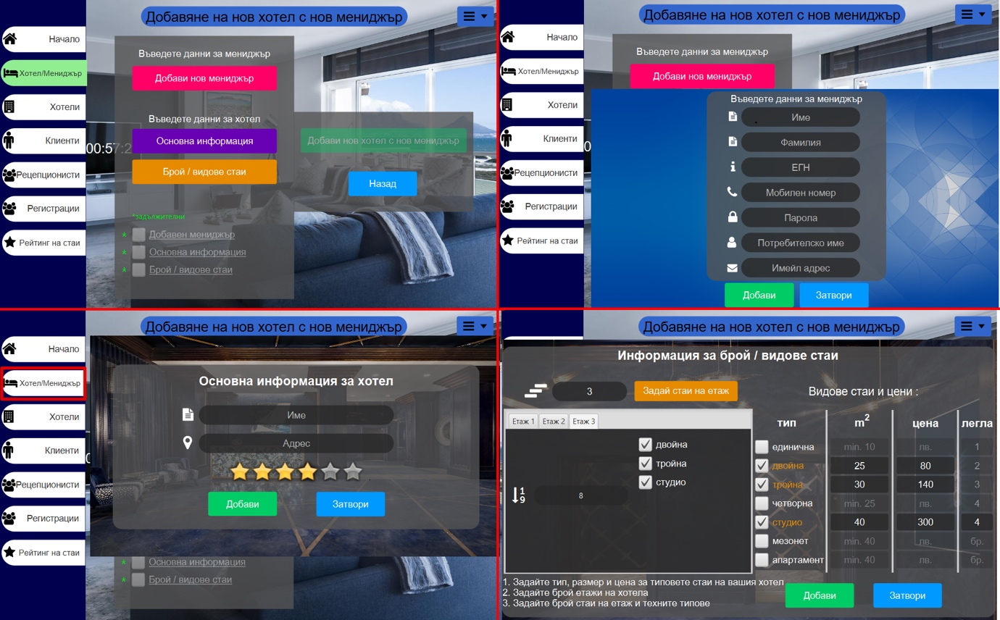 Добавяне на нов хотел с нов мениджър
Начало
Хотел/Мениджър
Хотели
Клиенти
Рецепционисти
Регистрации
Рейтинг на стаи
Въведете данни за мениджър
Добави нов мениджър
Въведете данни за хотел
Основна информация
Брой / видове стаи
00:57:2
Добави нов хотел с нов мениджър
Назад
*задължителни
* Добавен мениджър
* Основна информация
* Брой / видове стаи
Добавяне на нов хотел с нов мениджър
Начало
Хотел/Мениджър
Хотели
Клиенти
Рецепционисти
Регистрации
Рейтинг на стаи
0
Въведете данни за мениджър
Добави нов мениджър
Въведете данни за мениджър
Име
Фамилия
ЕГН
Мобилен номер
Парола
Потребителско име
Имейл адрес
Добави
Затвори
Добавяне на нов хотел с нов мениджър
Начало
Хотел/Мениджър
Хотели
Клиенти
Рецепционисти
Регистрации
Рейтинг на стаи
Основна информация за хотел
Име
Адрес
Добави
Затвори
* Основна информация
* Брой / видове стаи
Добавяне на нов хотел с нов мениджър
Информация за брой / видове стаи
3
Задай стаи на етаж
Видове стаи и цени :
Етаж 1 Етаж 2 Етаж 3
двойна
тройна
студио
1
9
8
тип m2 цена легла
единична min. 10 лв. 1
двойна 25 80 2
тройна 30 140 3
четворна min. 25 лв. 4
студио 40 300 4
мезонет min. 40 лв. бр.
апартамент min. 40 лв. бр.
1. Задайте тип, размер и цена за типовете стаи на вашия хотел
2. Задайте брой етажи на хотела
3. Задайте брой стаи на етаж и техните типове
Добави
Затвори